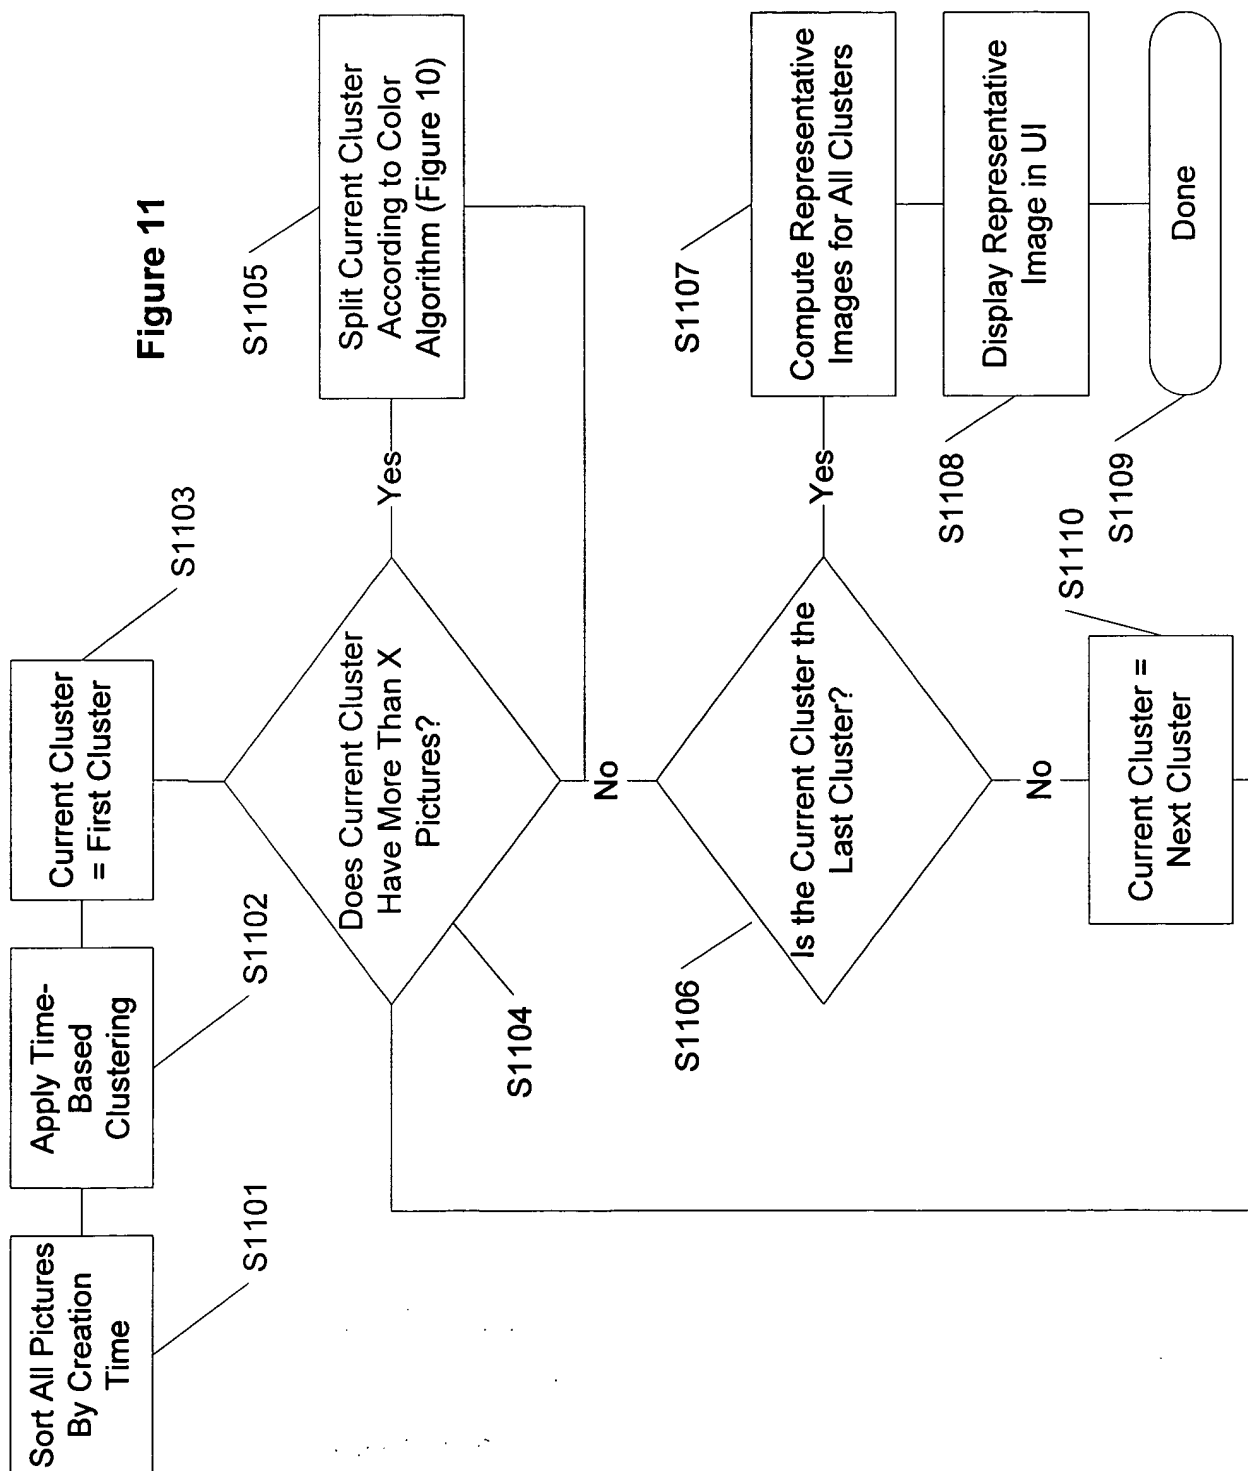 Figure 11
Sort All Pictures
By Creation
Time
S1101
Apply Time-
Based
Clustering
S1102
Current Cluster
= First Cluster
S1103
Does Current Cluster
Have More Than X
Pictures?
S1104
Yes
Split Current Cluster
According to Color
Algorithm (Figure 10)
S1105
No
Is the Current Cluster the
Last Cluster?
S1106
Yes
Compute Representative
Images for All Clusters
S1107
Display Representative
Image in UI
S1108
Done
S1109
No
Current Cluster =
Next Cluster
S1110